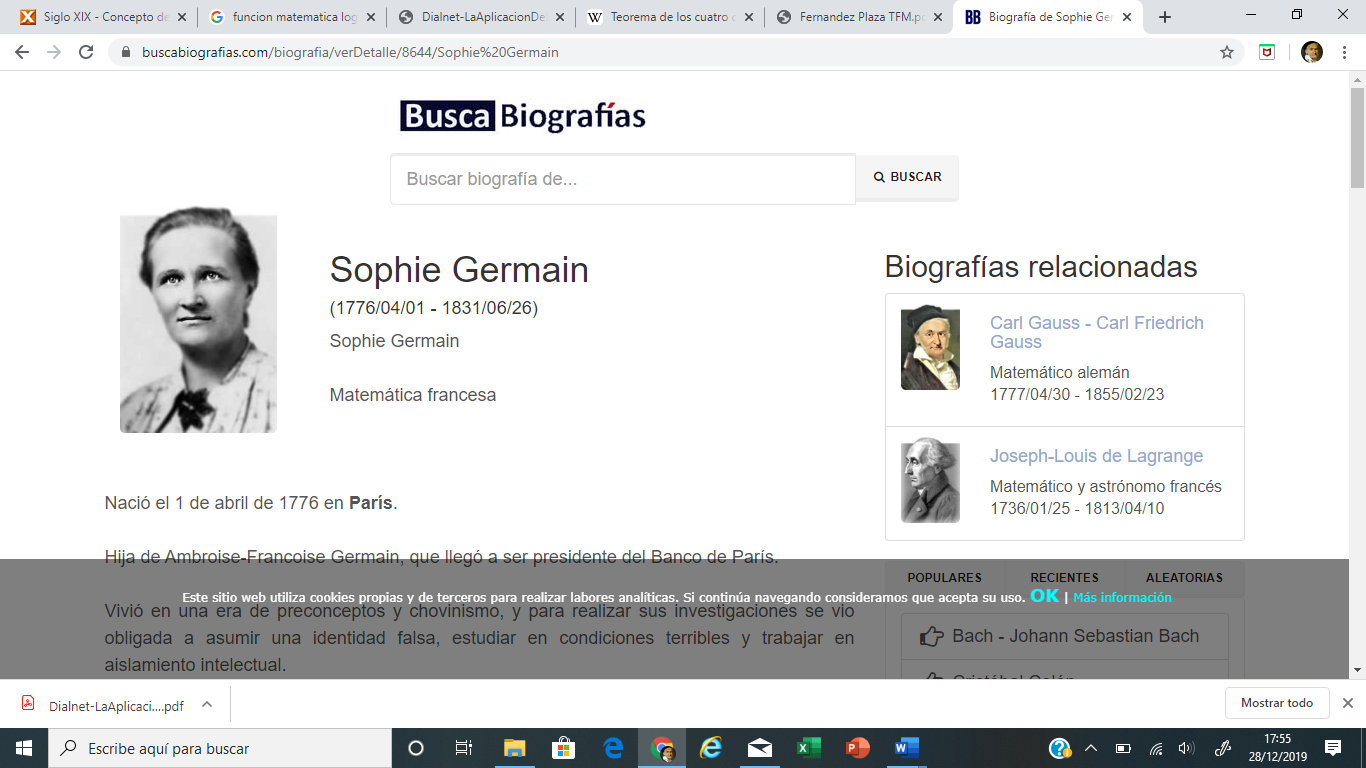 Siglo XIX - Concepto de
funcion matematica log
Dialnet-LaAplicacionDel
Teorema de los cuatro c
Fernandez Plaza TFM.pd
Biografía de Sophie Ger
buscabiografias.com/biografia/verDetalle/8644/Sophie%20Germain
Busca Biografías
Buscar biografía de...
BUSCAR
Sophie Germain
(1776/04/01 - 1831/06/26)
Sophie Germain
Matemática francesa
Nació el 1 de abril de 1776 en París.
Hija de Ambroise-Francoise Germain, que llegó a ser presidente del Banco de París.
Vivió en una era de preconceptos y chovinismo, y para realizar sus investigaciones se vio
obligada a asumir una identidad falsa, estudiar en condiciones terribles y trabajar en
aislamiento intelectual.
Biografías relacionadas
Carl Gauss - Carl Friedrich
Gauss
Matemático alemán
1777/04/30 - 1855/02/23
Joseph-Louis de Lagrange
Matemático y astrónomo francés
1736/01/25 - 1813/04/10
POPULARES
RECIENTES
ALEATORIAS
Bach - Johann Sebastian Bach
Cristóbal Colón
Este sitio web utiliza cookies propias y de terceros para realizar labores analíticas. Si continúa navegando consideramos que acepta su uso. OK | Más información
Dialnet-LaAplicaci....pdf
Mostrar todo
Escribe aquí para buscar
17:55
28/12/2019